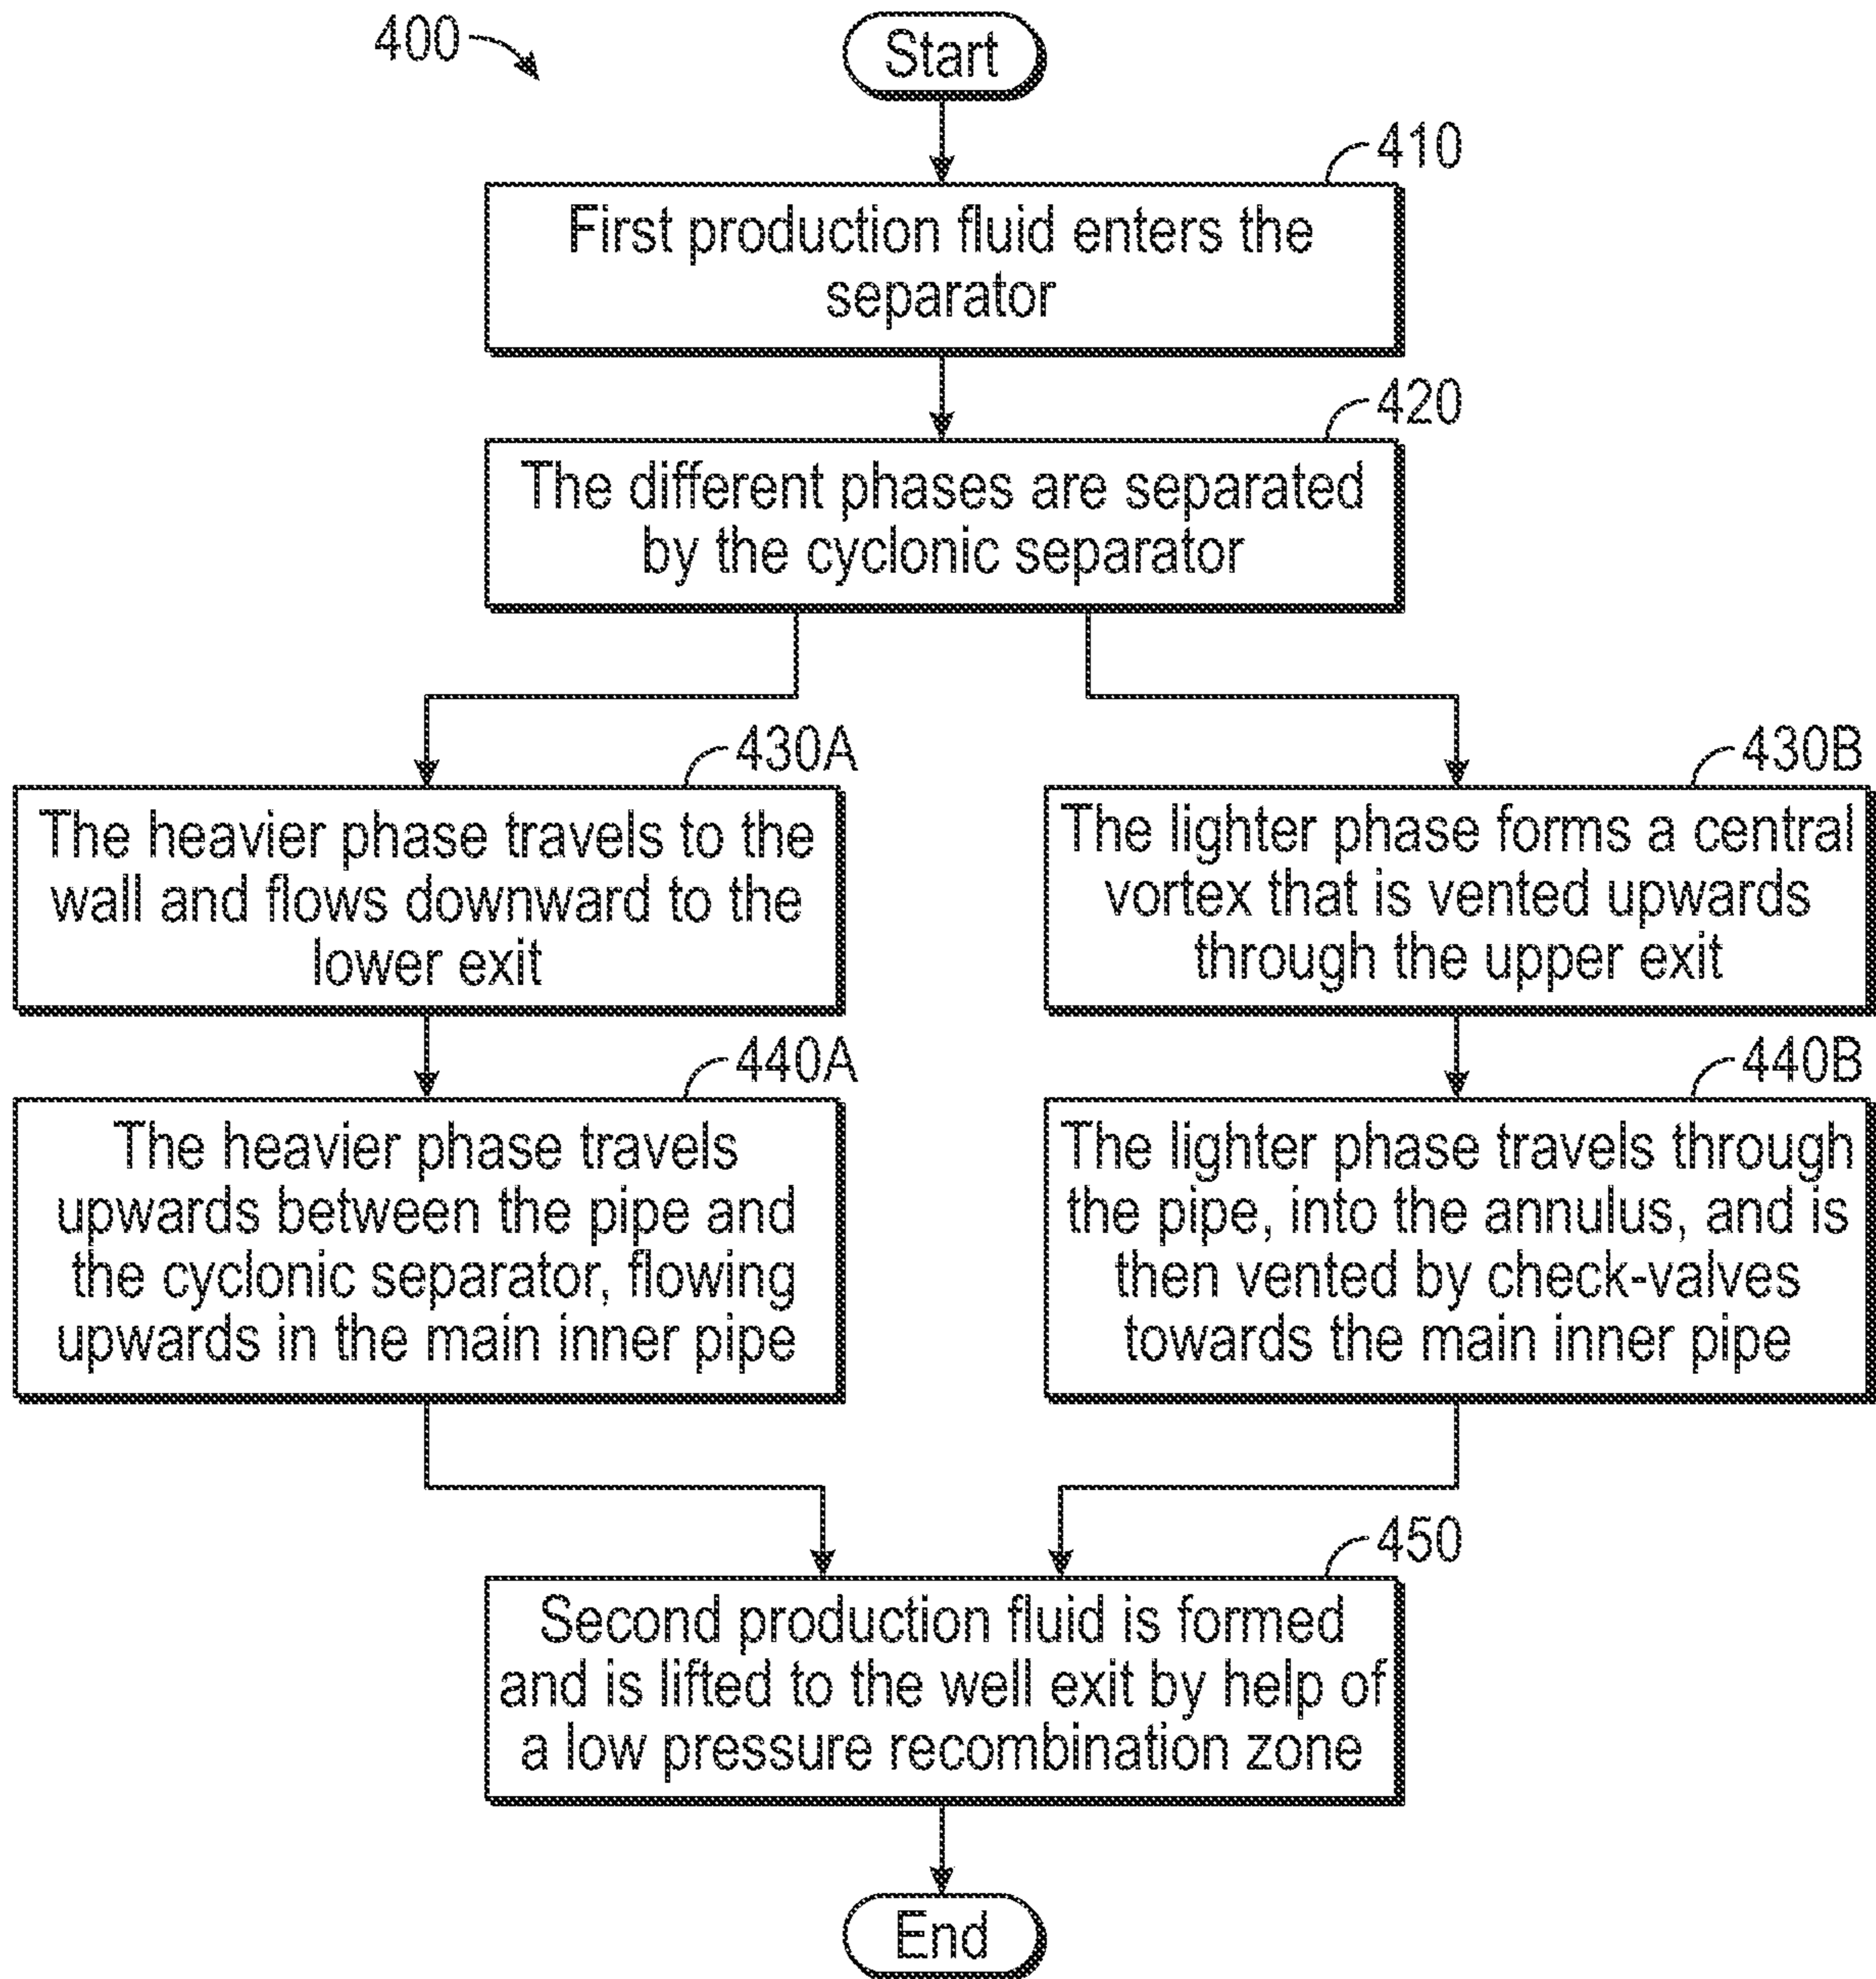 400
Start
410
First production fluid enters the
separator
420
The different phases are separated
by the cyclonic separator
430A
The heavier phase travels to the
wall and flows downward to the
lower exit
430B
The lighter phase forms a central
vortex that is vented upwards
through the upper exit
440A
The heavier phase travels
upwards between the pipe and
the cyclonic separator, flowing
upwards in the main inner pipe
440B
The lighter phase travels through
the pipe, into the annulus, and is
then vented by check-valves
towards the main inner pipe
450
Second production fluid is formed
and is lifted to the well exit by help of
a low pressure recombination zone
End